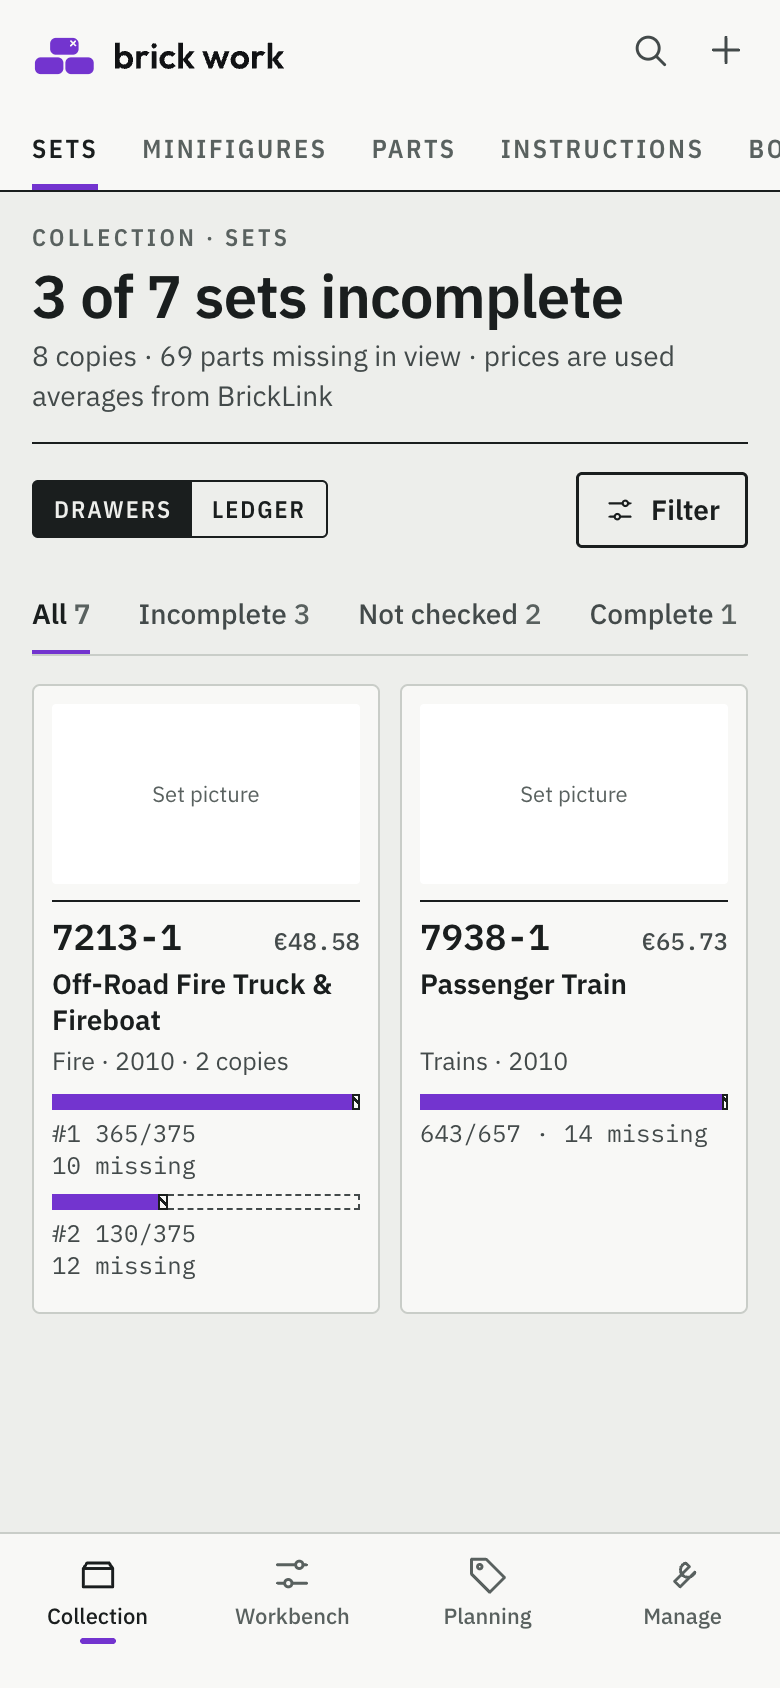 brick work
SETS MINIFIGURES PARTS INSTRUCTIONS BO
COLLECTION · SETS
3 of 7 sets incomplete
8 copies · 69 parts missing in view · prices are used
averages from BrickLink
DRAWERS LEDGER Filter
All 7 Incomplete 3 Not checked 2 Complete 1
Set picture
7213-1 €48.58
Off-Road Fire Truck &
Fireboat
Fire · 2010 · 2 copies
#1 365/375
10 missing
#2 130/375
12 missing
Set picture
7938-1 €65.73
Passenger Train
Trains · 2010
643/657 · 14 missing
Collection Workbench Planning Manage